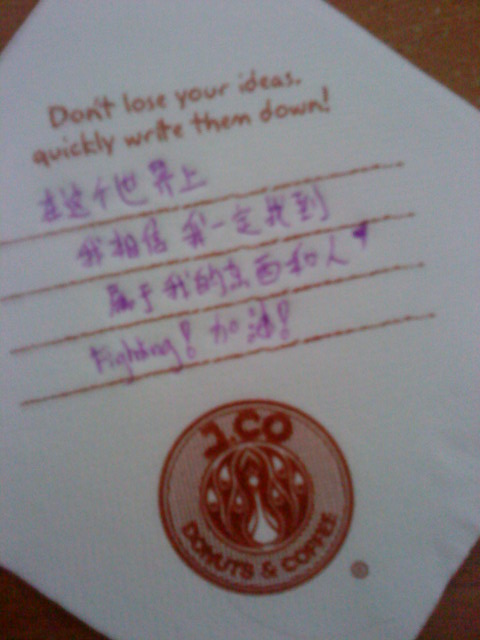 Don't lose your ideas.
quickly write them down!
在这个世界上
我相信 我一定找到
属于我的东西和人
Fighting! 加油!
J.CO
DONUTS & COFFEE